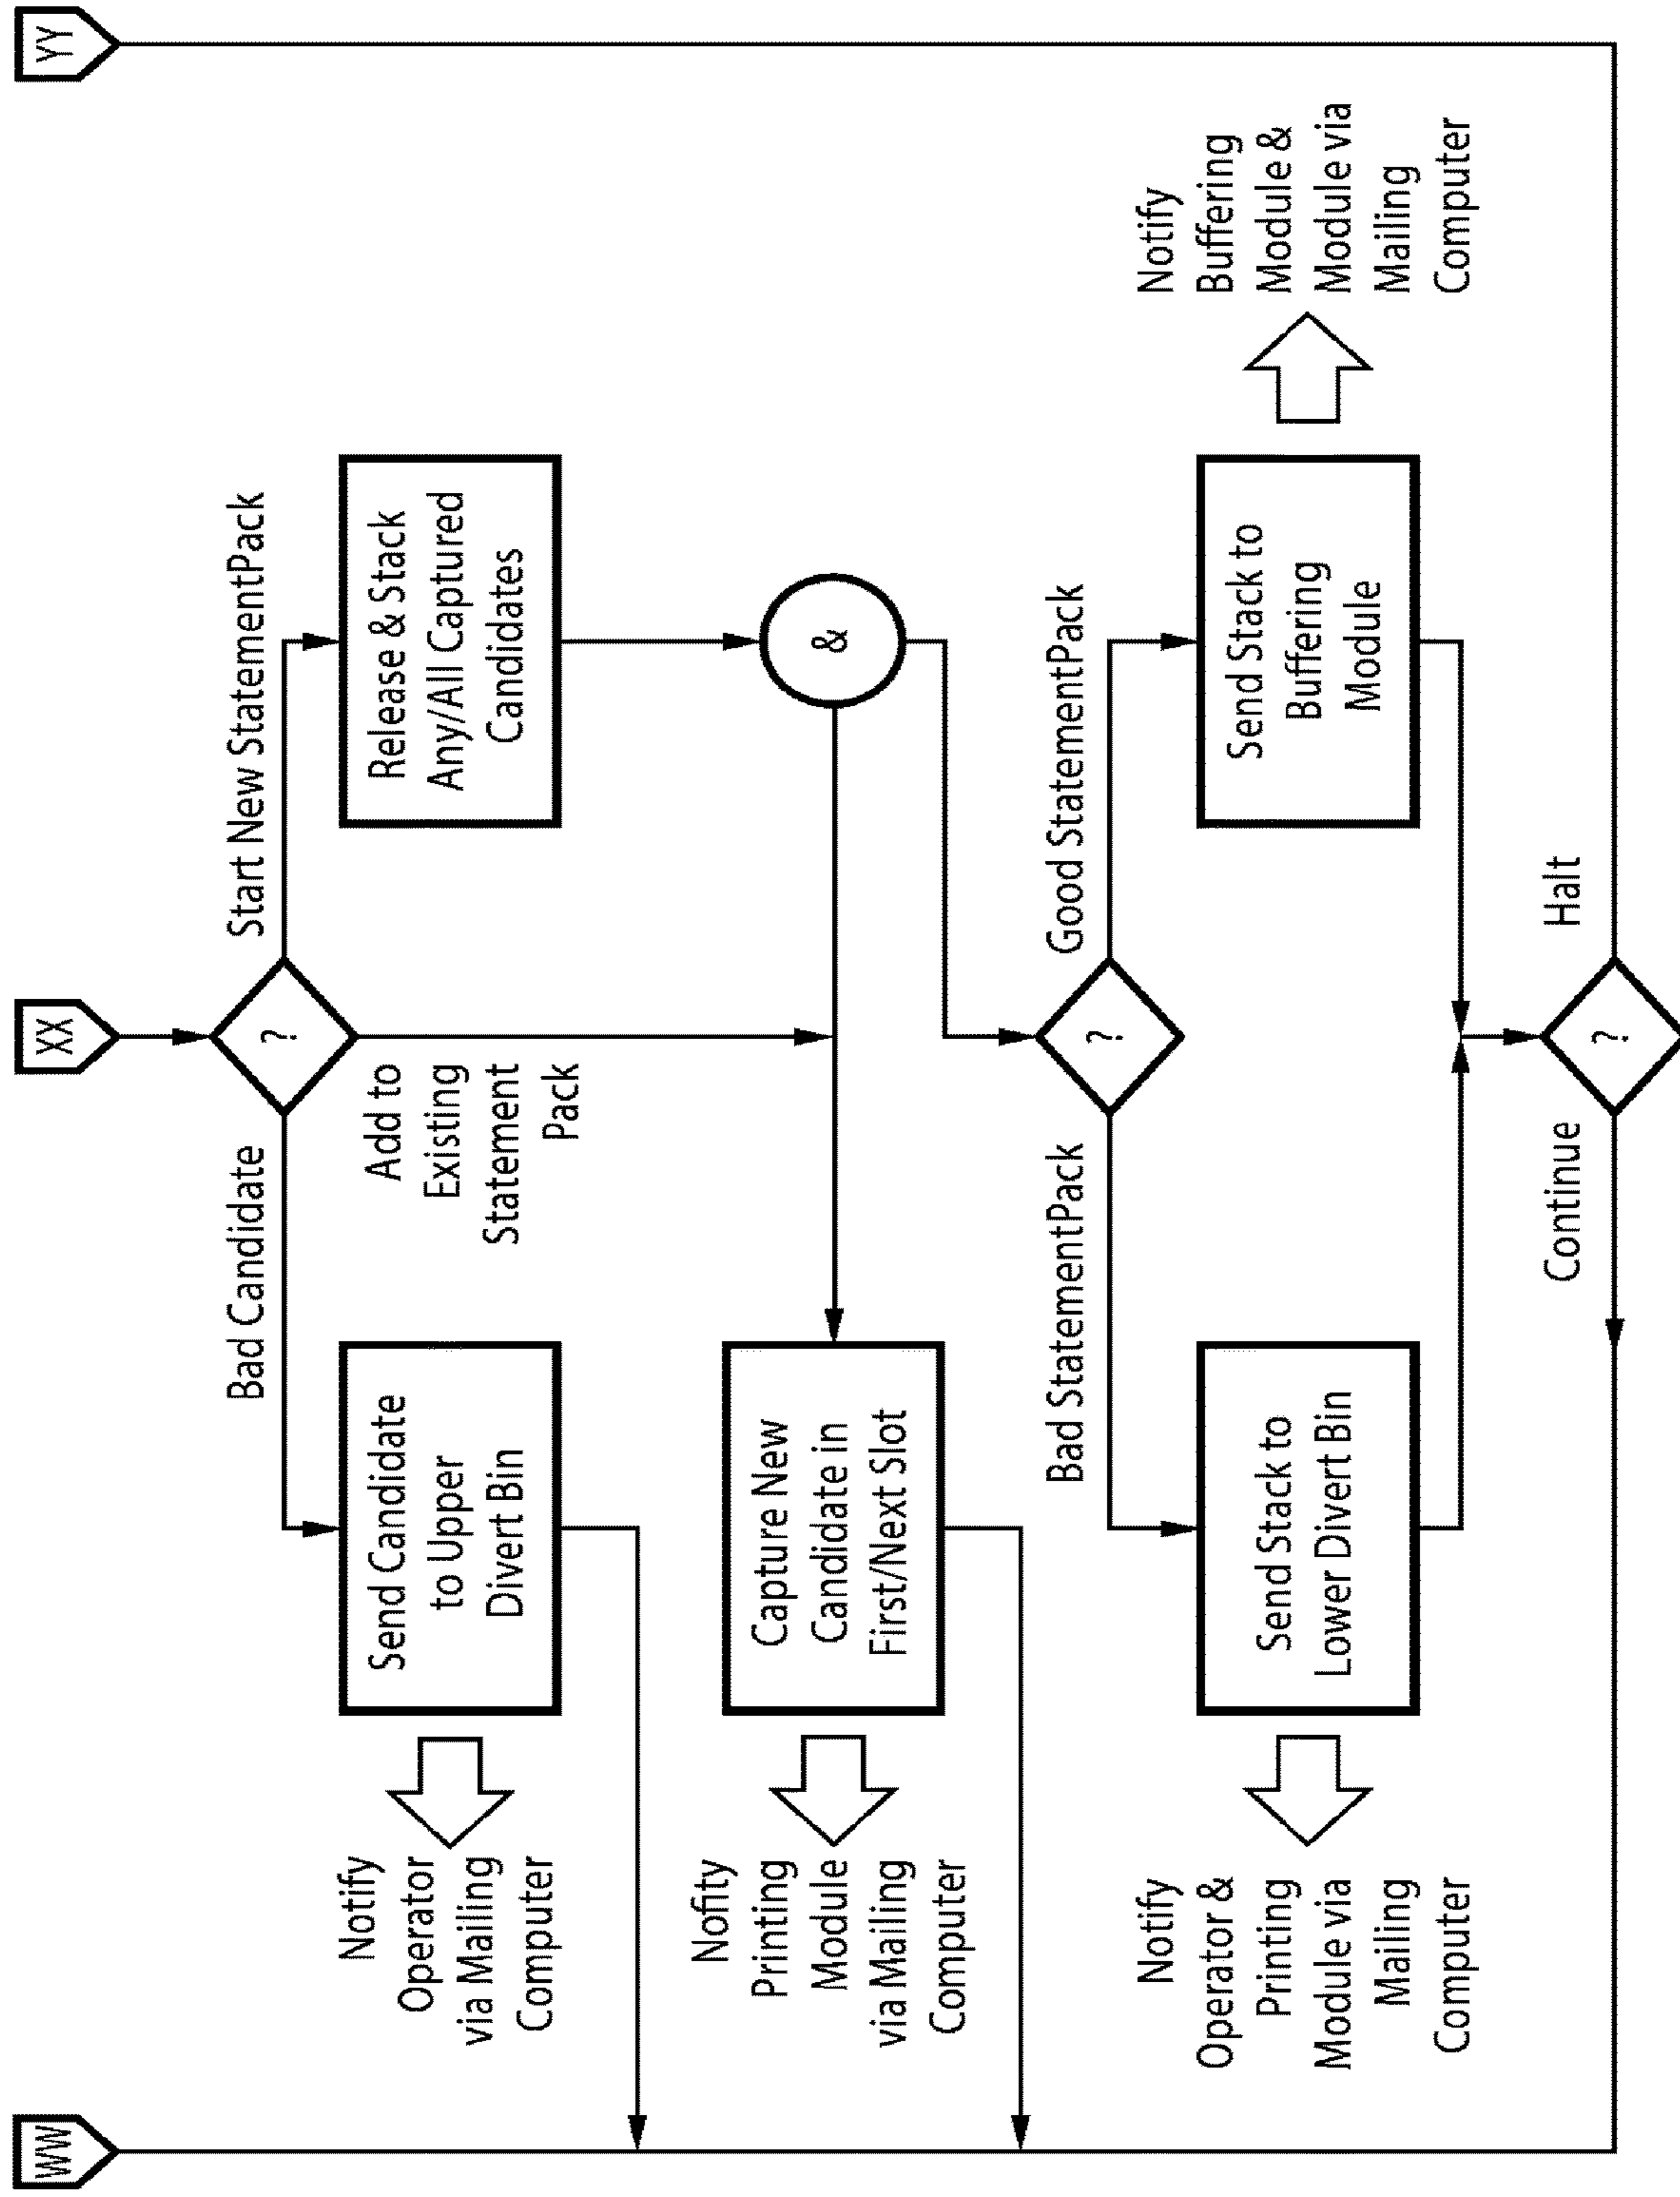 WW
XX
YY
Bad Candidate
Start New StatementPack
?
Notify
Operator
via Mailing
Computer
Send Candidate
to Upper
Divert Bin
Add to
Existing
Statement
Pack
Release & Stack
Any/All Captured
Candidates
Nofity
Printing
Module
via Mailing
Computer
Capture New
Candidate in
First/Next Slot
&
Bad StatementPack
Good StatementPack
?
Notify
Operator &
Printing
Module via
Mailing
Computer
Send Stack to
Lower Divert Bin
Send Stack to
Buffering
Module
Notify
Buffering
Module &
Module via
Mailing
Computer
Continue
Halt
?